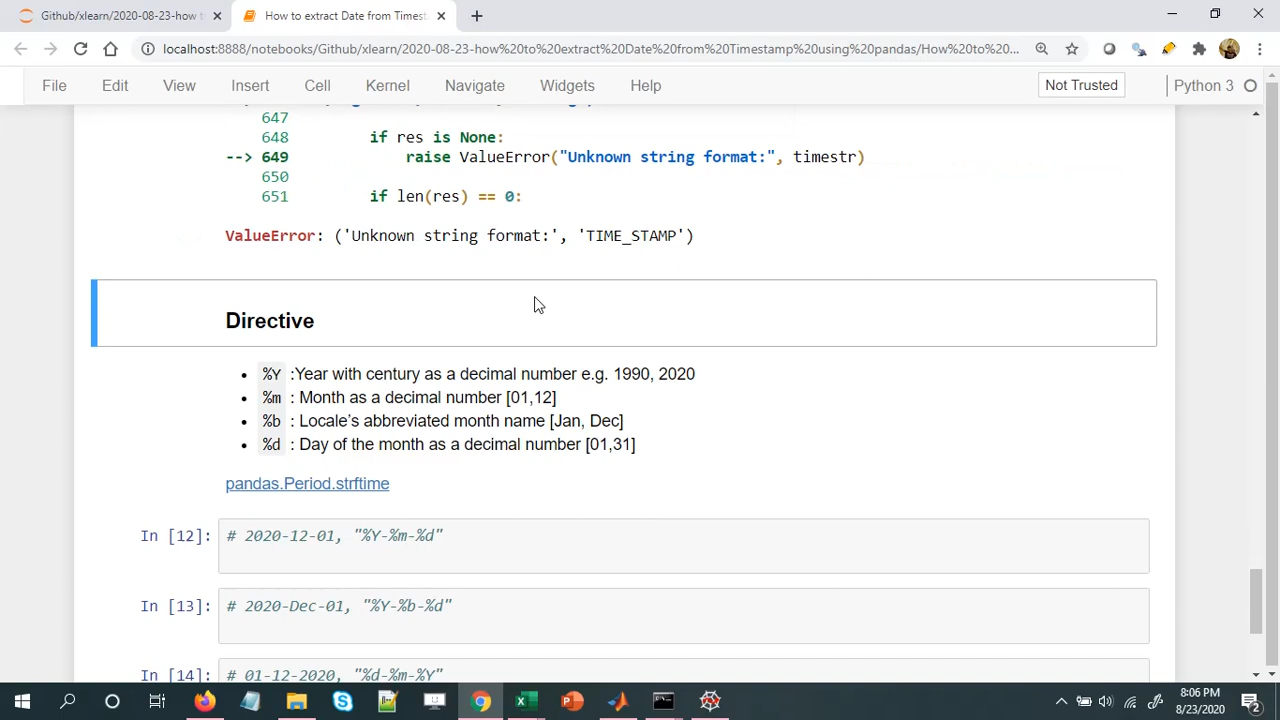 Github/xlearn/2020-08-23-how t
How to extract Date from Timest
localhost:8888/notebooks/Github/xlearn/2020-08-23-how%20to%20extract%20Date%20from%20Timestamp%20using%20pandas/How%20to%20...
File Edit View Insert Cell Kernel Navigate Widgets Help Not Trusted Python 3
647
648 if res is None:
--> 649 raise ValueError("Unknown string format:", timestr)
650
651 if len(res) == 0:
ValueError: ('Unknown string format:', 'TIME_STAMP')
Directive
• %Y :Year with century as a decimal number e.g. 1990, 2020
• %m : Month as a decimal number [01,12]
• %b : Locale’s abbreviated month name [Jan, Dec]
• %d : Day of the month as a decimal number [01,31]
pandas.Period.strftime
In [12]: # 2020-12-01, "%Y-%m-%d"
In [13]: # 2020-Dec-01, "%Y-%b-%d"
In [14]: # 01-12-2020, "%d-%m-%Y"
8:06 PM
8/23/2020
2